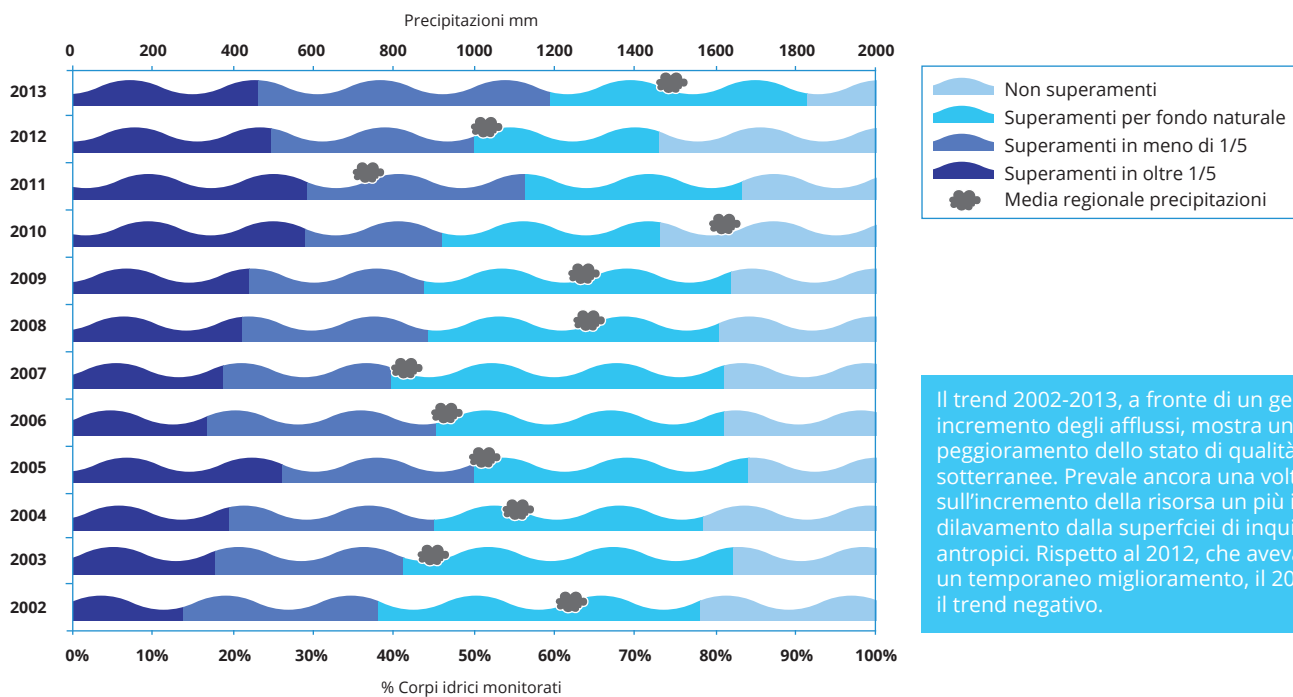 Precipitazioni mm
0 200 400 600 800 1000 1200 1400 1600 1800 2000
2013
2012
2011
2010
2009
2008
2007
2006
2005
2004
2003
2002
0% 10% 20% 30% 40% 50% 60% 70% 80% 90% 100%
% Corpi idrici monitorati
Non superamenti
Superamenti per fondo naturale
Superamenti in meno di 1/5
Superamenti in oltre 1/5
Media regionale precipitazioni
Il trend 2002-2013, a fronte di un ge
incremento degli afflussi, mostra un
peggioramento dello stato di qualità
sotterranee. Prevale ancora una volt
sull'incremento della risorsa un più i
dilavamento dalla superfciei di inqui
antropici. Rispetto al 2012, che aveva
un temporaneo miglioramento, il 20
il trend negativo.